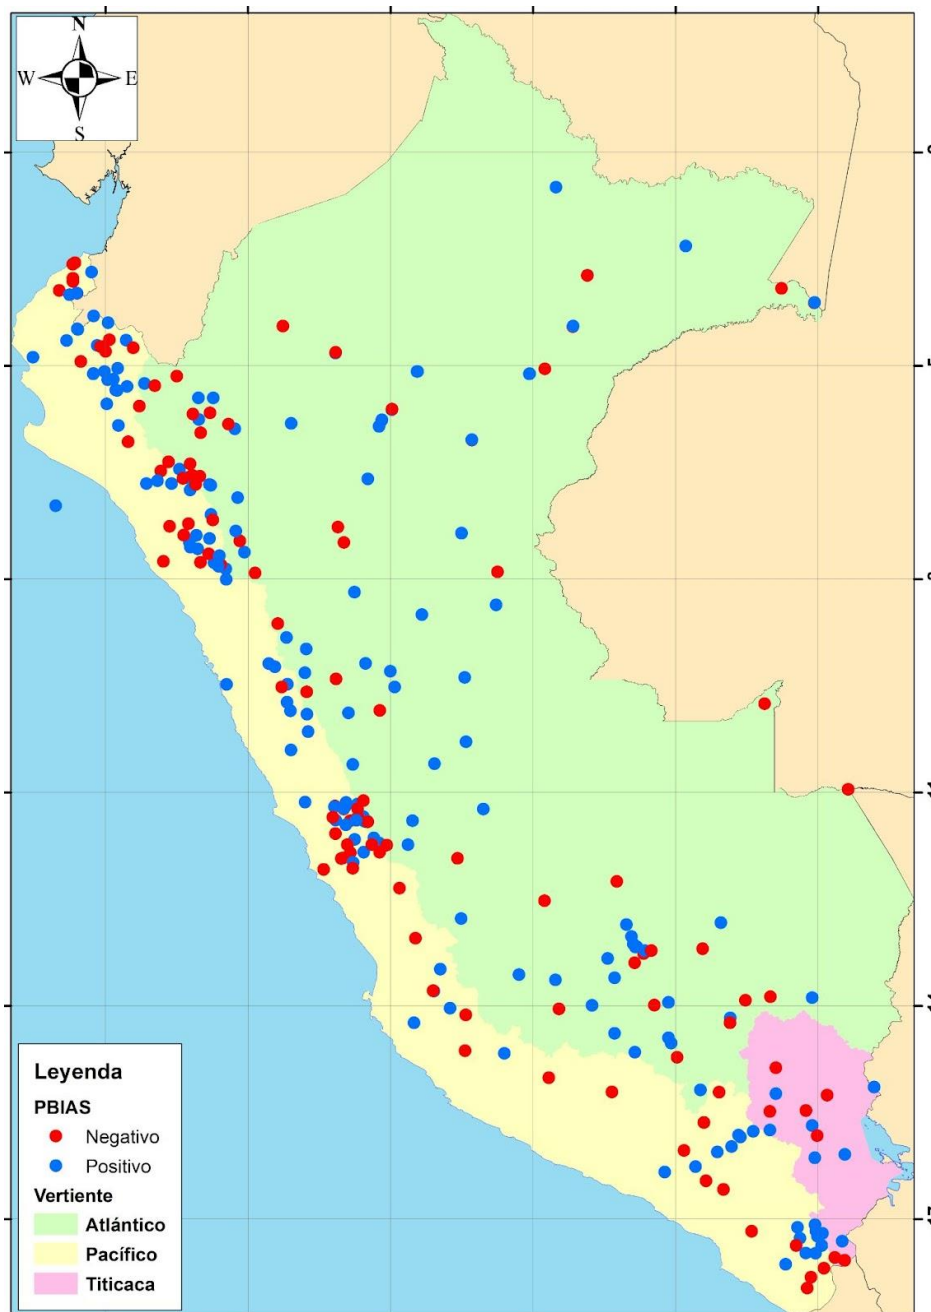 N
W
E
S
Leyenda
PBIAS
Negativo
Positivo
Vertiente
Atlántico
Pacífico
Titicaca